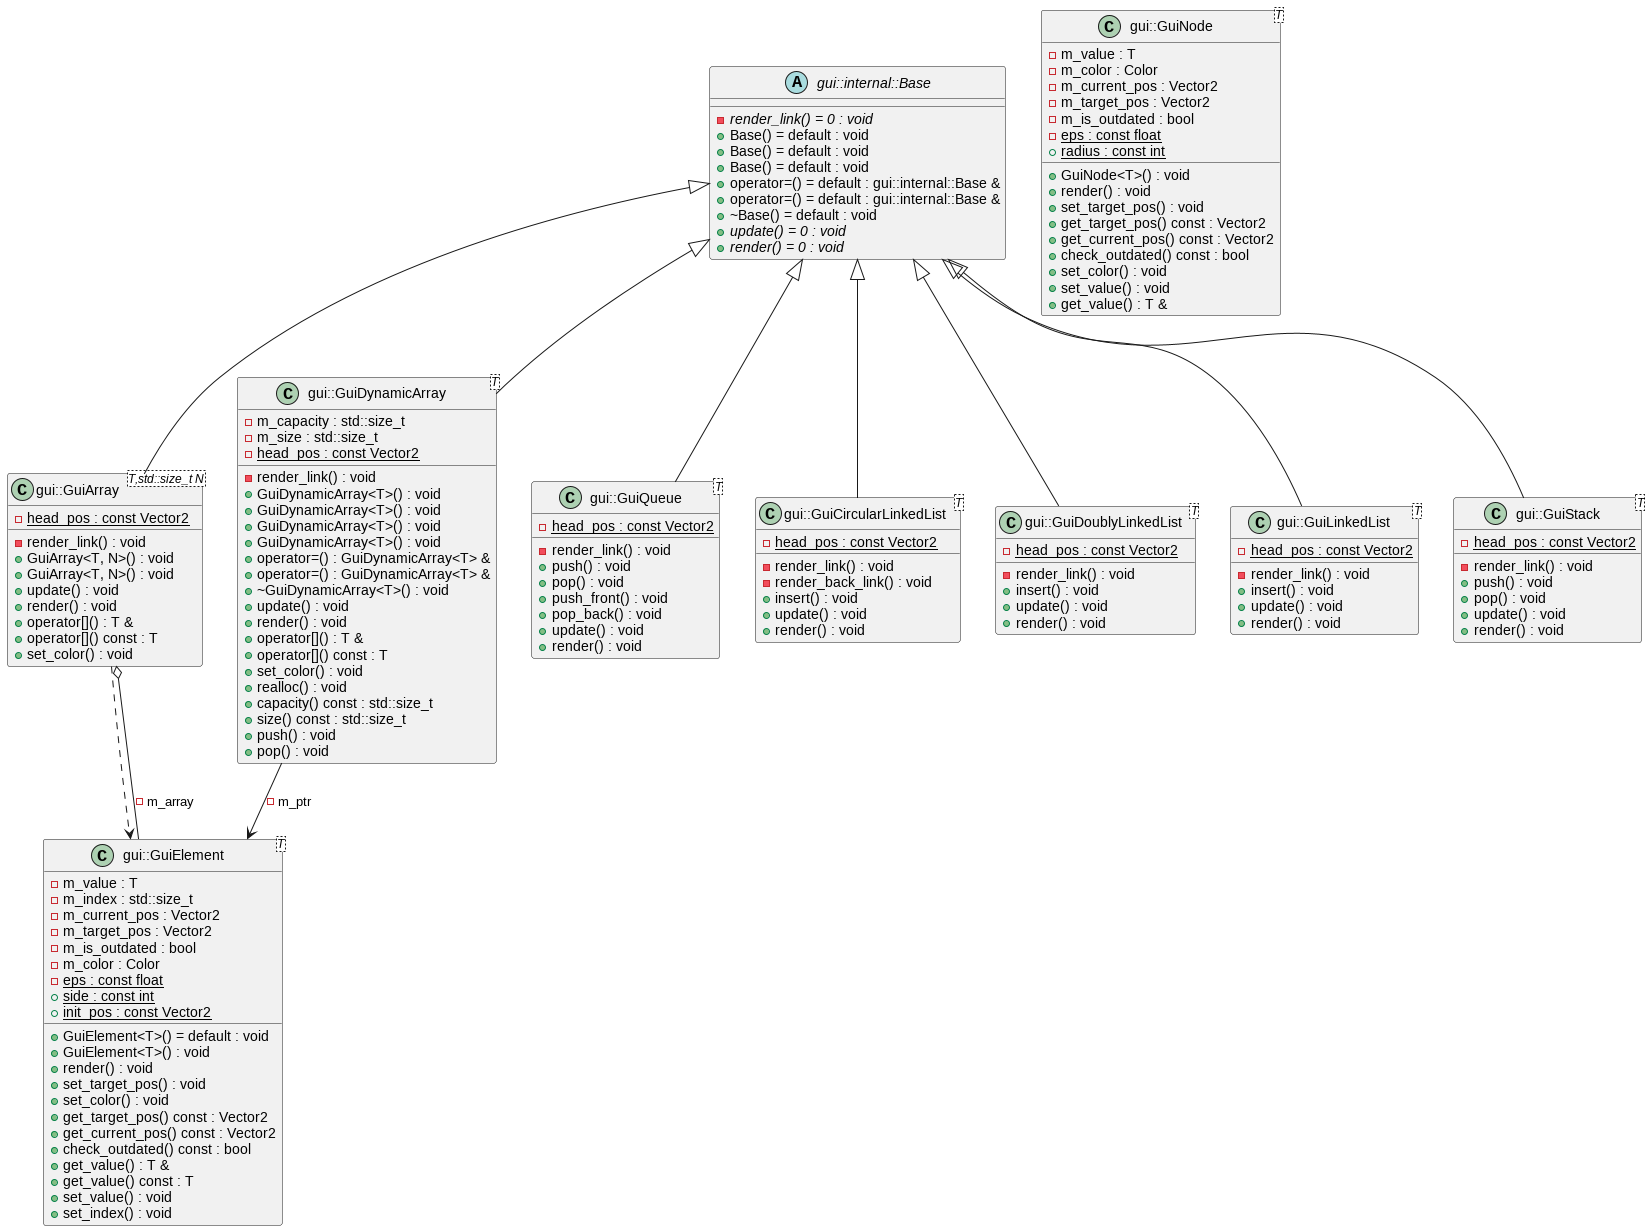 C gui::GuiNode T
m_value : T
m_color : Color
m_current_pos : Vector2
m_target_pos : Vector2
m_is_outdated : bool
eps : const float
radius : const int
GuiNode<T>() : void
render() : void
set_target_pos() : void
get_target_pos() const : Vector2
get_current_pos() const : Vector2
check_outdated() const : bool
set_color() : void
set_value() : void
get_value() : T &
A gui::internal::Base
render_link() = 0 : void
Base() = default : void
Base() = default : void
Base() = default : void
operator=() = default : gui::internal::Base &
operator=() = default : gui::internal::Base &
~Base() = default : void
update() = 0 : void
render() = 0 : void
C gui::GuiArray T,std::size_t N
head_pos : const Vector2
render_link() : void
GuiArray<T, N>() : void
GuiArray<T, N>() : void
update() : void
render() : void
operator[]() : T &
operator[]() const : T
set_color() : void
C gui::GuiDynamicArray T
m_capacity : std::size_t
m_size : std::size_t
head_pos : const Vector2
render_link() : void
GuiDynamicArray<T>() : void
GuiDynamicArray<T>() : void
GuiDynamicArray<T>() : void
GuiDynamicArray<T>() : void
operator=() : GuiDynamicArray<T> &
operator=() : GuiDynamicArray<T> &
~GuiDynamicArray<T>() : void
update() : void
render() : void
operator[]() : T &
operator[]() const : T
set_color() : void
realloc() : void
capacity() const : std::size_t
size() const : std::size_t
push() : void
pop() : void
C gui::GuiQueue T
head_pos : const Vector2
render_link() : void
push() : void
pop() : void
push_front() : void
pop_back() : void
update() : void
render() : void
C gui::GuiCircularLinkedList T
head_pos : const Vector2
render_link() : void
render_back_link() : void
insert() : void
update() : void
render() : void
C gui::GuiDoublyLinkedList T
head_pos : const Vector2
render_link() : void
insert() : void
update() : void
render() : void
C gui::GuiLinkedList T
head_pos : const Vector2
render_link() : void
insert() : void
update() : void
render() : void
C gui::GuiStack T
head_pos : const Vector2
render_link() : void
push() : void
pop() : void
update() : void
render() : void
m_array
m_ptr
C gui::GuiElement T
m_value : T
m_index : std::size_t
m_current_pos : Vector2
m_target_pos : Vector2
m_is_outdated : bool
m_color : Color
eps : const float
side : const int
init_pos : const Vector2
GuiElement<T>() = default : void
GuiElement<T>() : void
render() : void
set_target_pos() : void
set_color() : void
get_target_pos() const : Vector2
get_current_pos() const : Vector2
check_outdated() const : bool
get_value() : T &
get_value() const : T
set_value() : void
set_index() : void